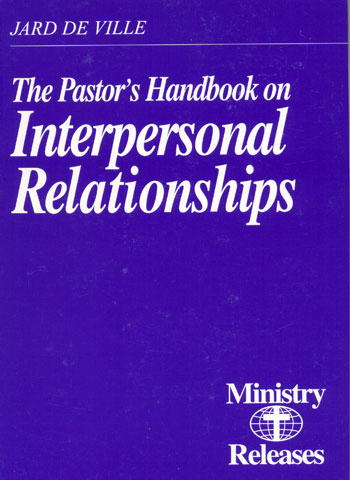 JARD DE VILLE
The Pastor's Handbook on
Interpersonal
Relationships
Ministry
Releases